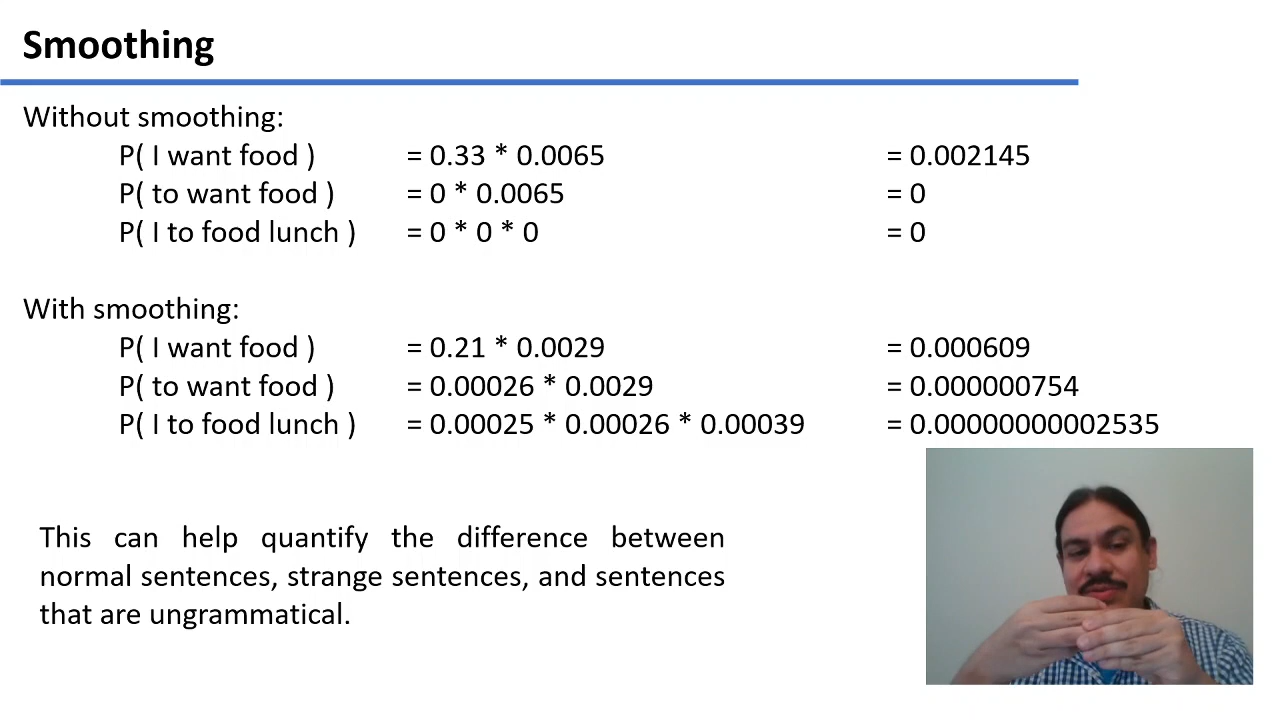 Smoothing
Without smoothing:
P( I want food ) = 0.33 * 0.0065 = 0.002145
P( to want food ) = 0 * 0.0065 = 0
P( I to food lunch ) = 0 * 0 * 0 = 0
With smoothing:
P( I want food ) = 0.21 * 0.0029 = 0.000609
P( to want food ) = 0.00026 * 0.0029 = 0.000000754
P( I to food lunch ) = 0.00025 * 0.00026 * 0.00039 = 0.00000000002535
This can help quantify the difference between
normal sentences, strange sentences, and sentences
that are ungrammatical.